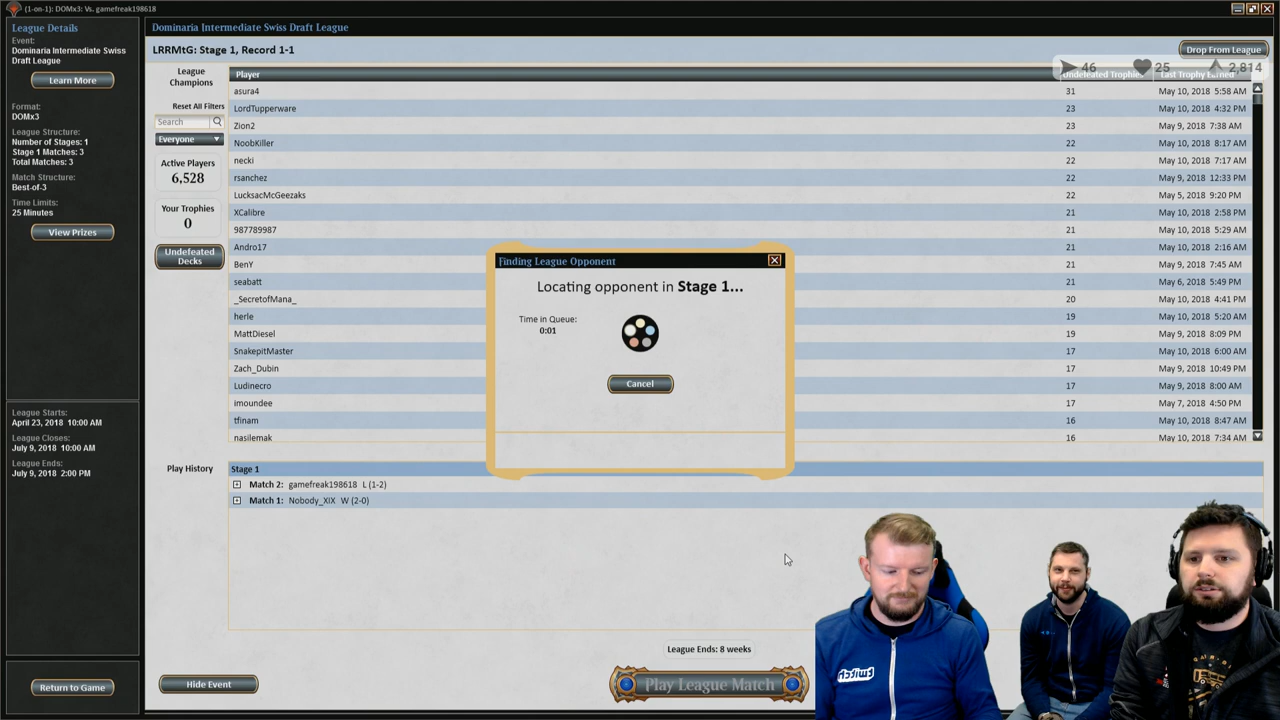 (1-on-1): DOMx3: Vs. gamefreak198618
League Details
Event:
Dominaria Intermediate Swiss
Draft League
Learn More
Format:
DOMx3
League Structure:
Number of Stages: 1
Stage 1 Matches: 3
Total Matches: 3
Match Structure:
Best-of-3
Time Limits:
25 Minutes
View Prizes
League Starts:
April 23, 2018 10:00 AM
League Closes:
July 9, 2018 10:00 AM
League Ends:
July 9, 2018 2:00 PM
Return to Game
Dominaria Intermediate Swiss Draft League
LRRMtG: Stage 1, Record 1-1
Drop From League
46 25 2,814
League
Champions
Reset All Filters
Search
Everyone
Active Players
6,528
Your Trophies
0
Undefeated
Decks
Player Undefeated Trophies Last Trophy Earned
asura4 31 May 10, 2018 5:58 AM
LordTupperware 23 May 10, 2018 4:32 PM
Zion2 23 May 9, 2018 7:38 AM
NoobKiller 22 May 10, 2018 8:17 AM
necki 22 May 10, 2018 7:17 AM
rsanchez 22 May 9, 2018 12:33 PM
LucksacMcGeezaks 22 May 5, 2018 9:20 PM
XCalibre 21 May 10, 2018 2:58 PM
987789987 21 May 10, 2018 5:29 AM
Andro17 21 May 10, 2018 2:16 AM
BenY 21 May 9, 2018 7:45 AM
seabatt 21 May 6, 2018 5:49 PM
_SecretofMana_ 20 May 10, 2018 4:41 PM
herle 19 May 10, 2018 5:20 AM
MattDiesel 19 May 9, 2018 8:09 PM
SnakepitMaster 17 May 10, 2018 6:00 AM
Zach_Dubin 17 May 9, 2018 10:49 PM
Ludinecro 17 May 9, 2018 8:00 AM
imoundee 17 May 7, 2018 4:50 PM
tfinam 16 May 10, 2018 8:47 AM
nasilemak 16 May 10, 2018 7:34 AM
Finding League Opponent
Locating opponent in Stage 1...
Time in Queue:
0:01
Cancel
Play History
Stage 1
Match 2: gamefreak198618 L (1-2)
Match 1: Nobody_XIX W (2-0)
League Ends: 8 weeks
Hide Event
Play League Match